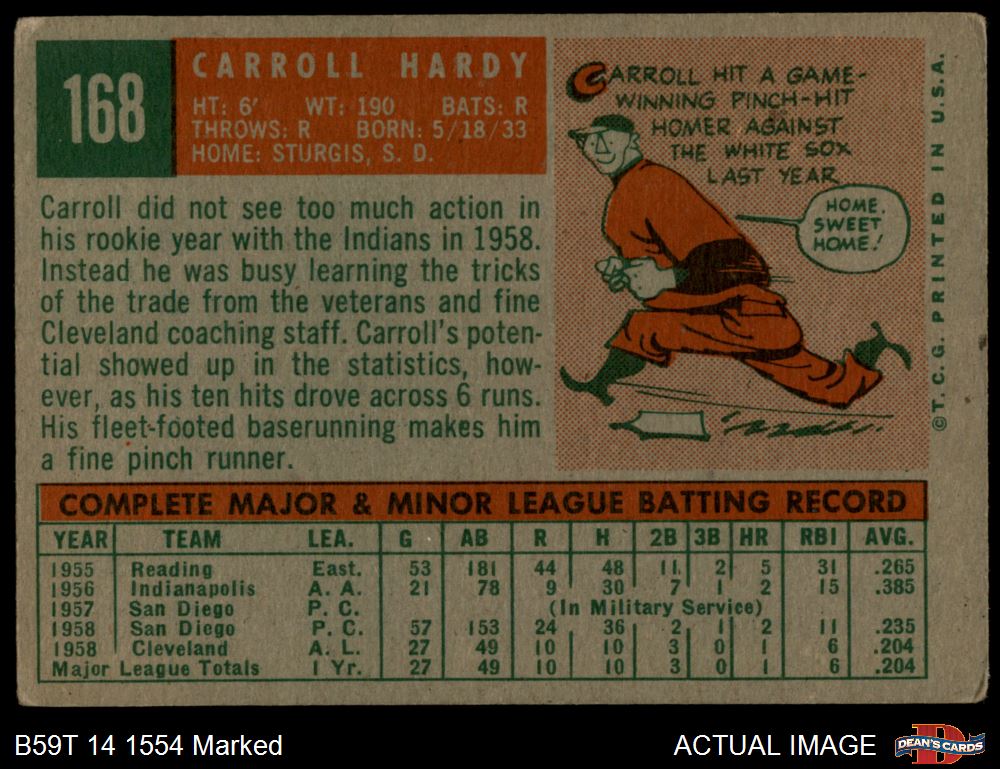 168
CARROLL HARDY
HT: 6' WT: 190 BATS: R
THROWS: R BORN: 5/18/33
HOME: STURGIS, S. D.
Carroll did not see too much action in
his rookie year with the Indians in 1958.
Instead he was busy learning the tricks
of the trade from the veterans and fine
Cleveland coaching staff. Carroll's poten-
tial showed up in the statistics, how-
ever, as his ten hits drove across 6 runs.
His fleet-footed baserunning makes him
a fine pinch runner.
CARROLL HIT A GAME-
WINNING PINCH-HIT
HOMER AGAINST
THE WHITE SOX
LAST YEAR
HOME.
SWEET
HOME!
©T.C.G. PRINTED IN U.S.A.
COMPLETE MAJOR & MINOR LEAGUE BATTING RECORD
YEAR TEAM LEA. G AB R H 2B 3B HR RBI AVG.
1955 Reading East. 53 181 44 48 11 2 5 31 .265
1956 Indianapolis A. A. 21 78 9 30 7 1 2 15 .385
1957 San Diego P. C. (In Military Service)
1958 San Diego P. C. 57 153 24 36 2 1 2 11 .235
1958 Cleveland A. L. 27 49 10 10 3 0 1 6 .204
Major League Totals 1 Yr. 27 49 10 10 3 0 1 6 .204
B59T 14 1554 Marked
ACTUAL IMAGE
D
DEAN'S CARDS